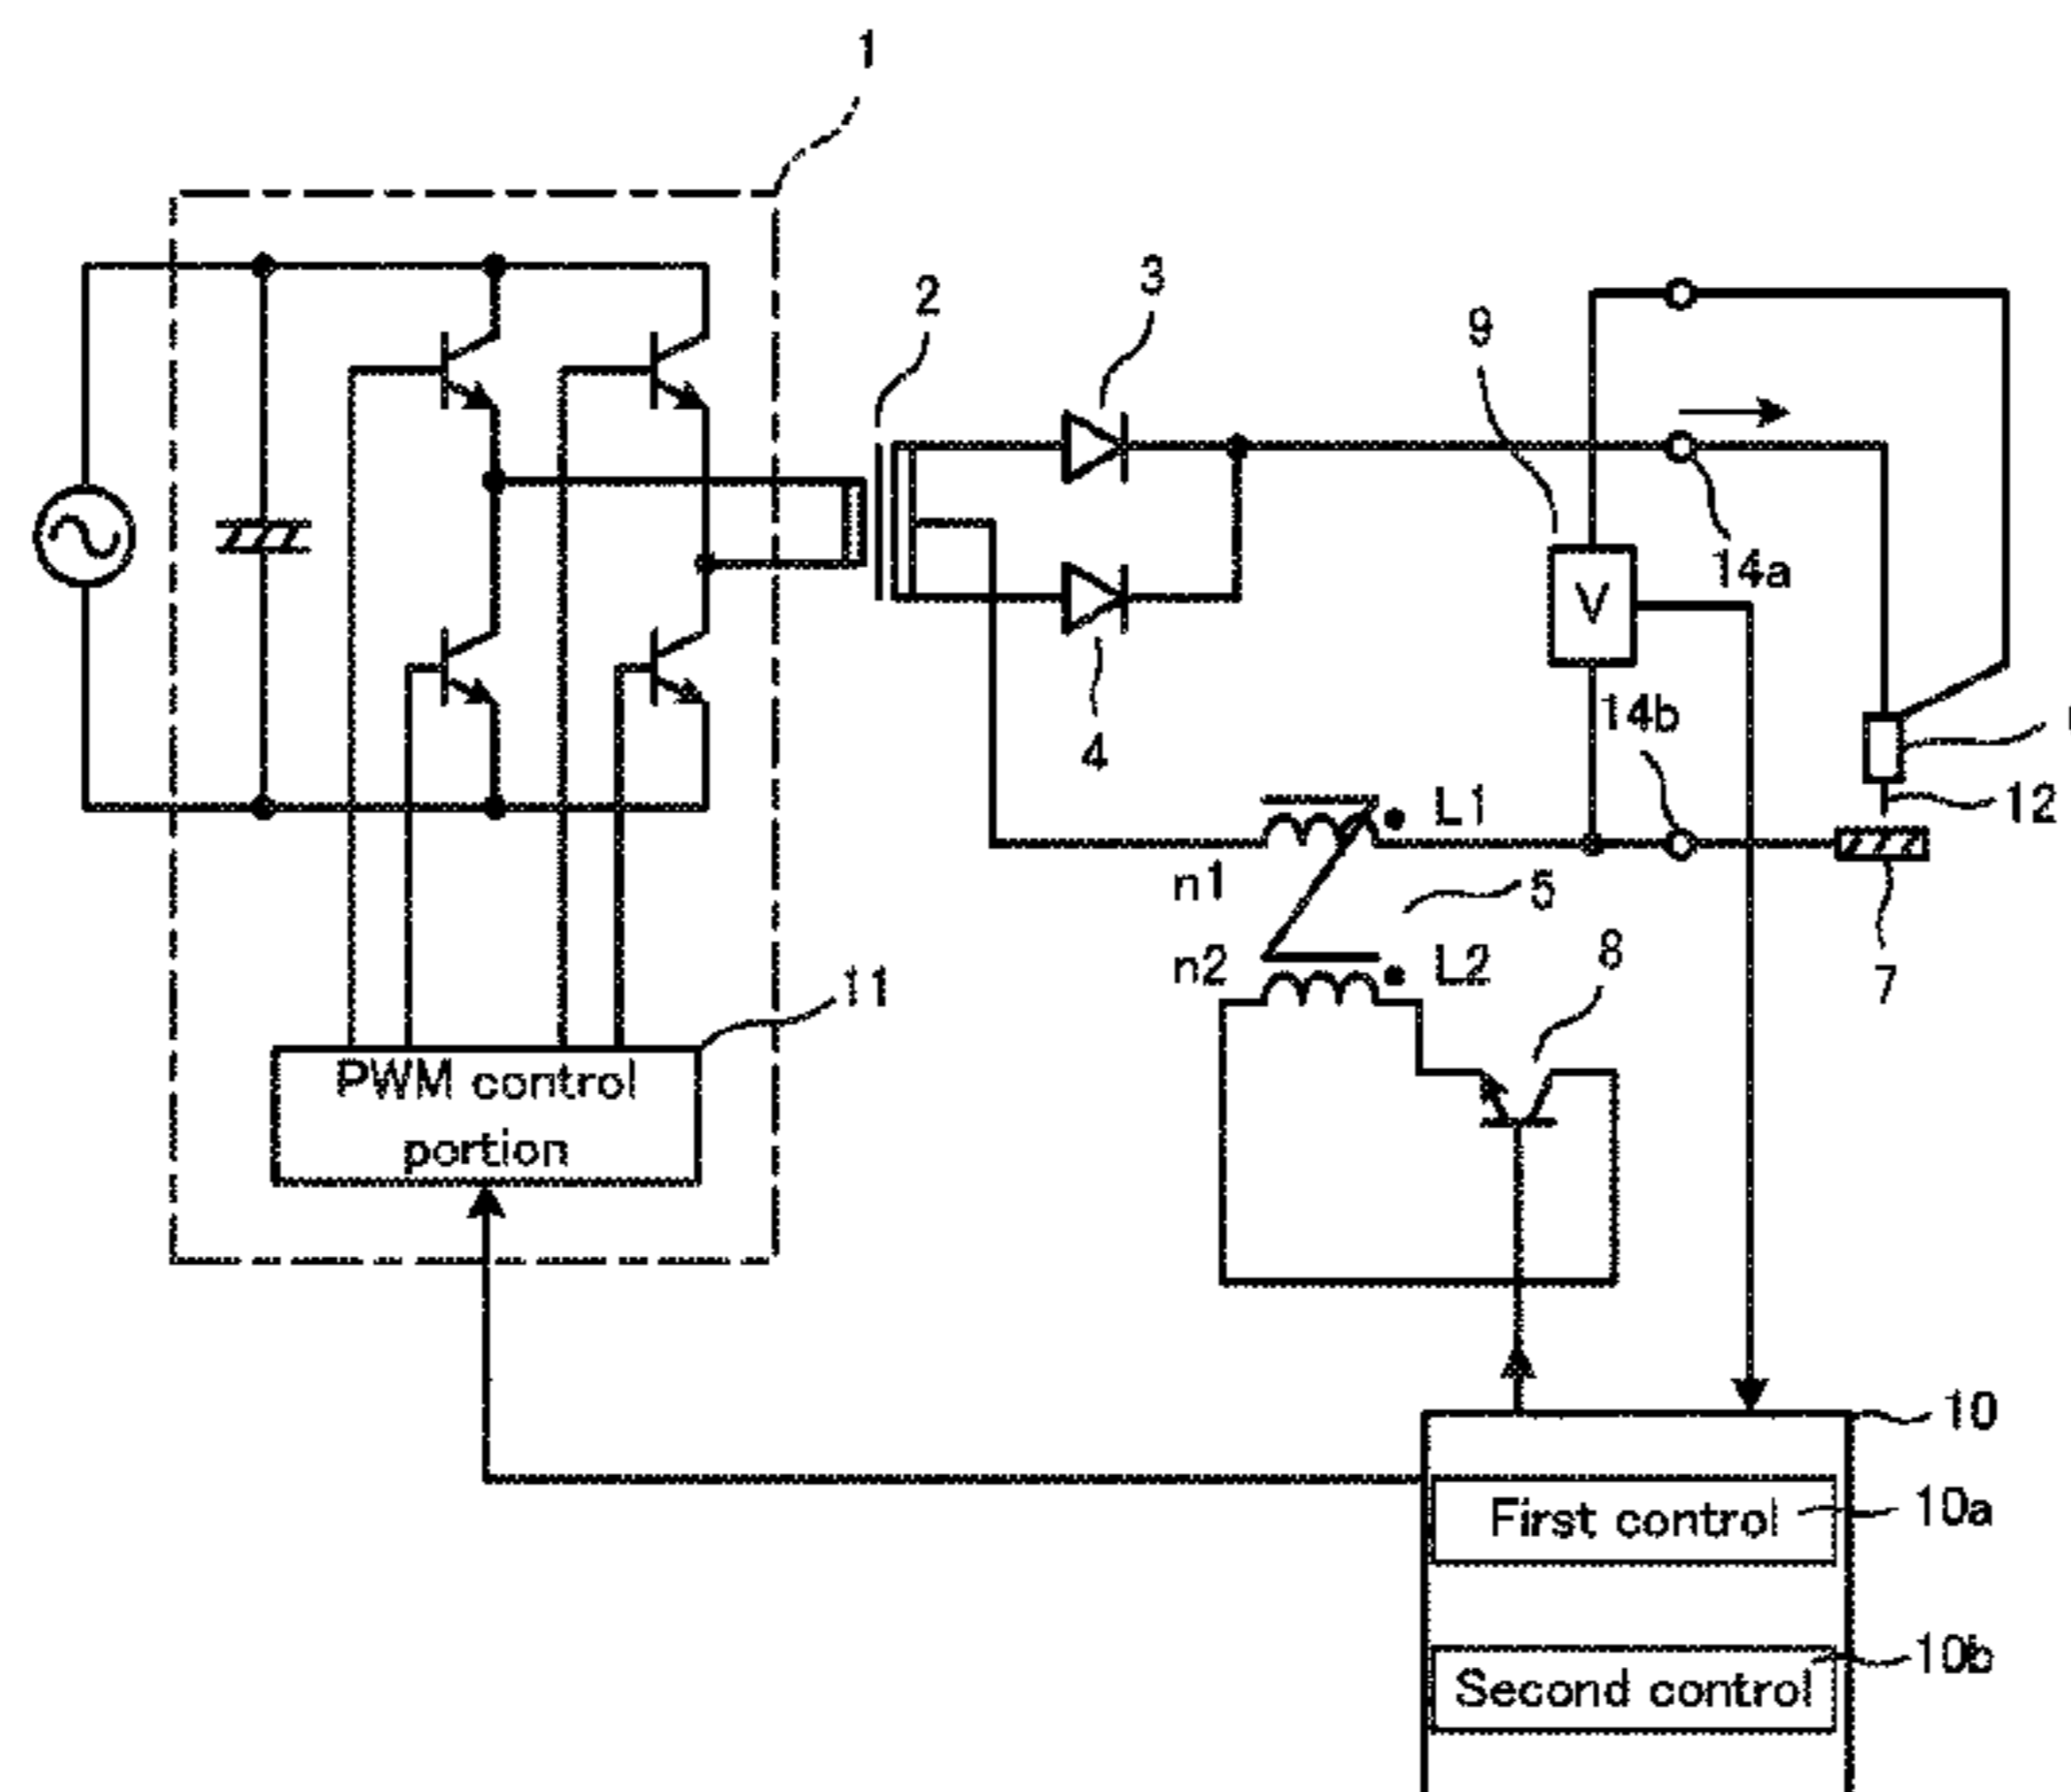 1
2
3
9
14a
V
14b
4
12
L1
n1
5
7
n2
L2
8
11
PWM control
portion
10
First control
10a
Second control
10b